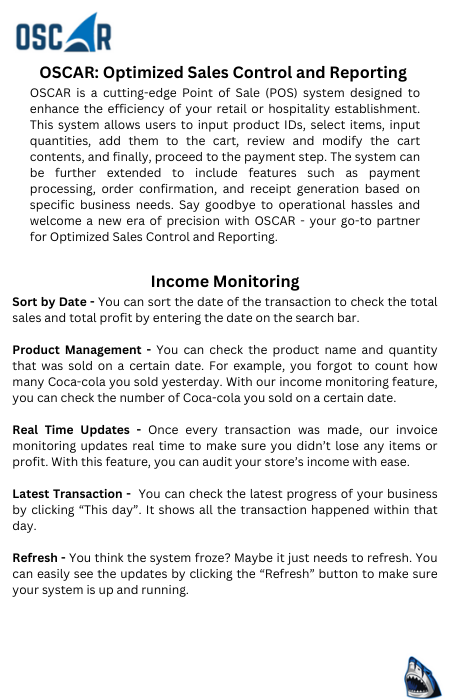 OSCAR
OSCAR: Optimized Sales Control and Reporting
OSCAR is a cutting-edge Point of Sale (POS) system designed to
enhance the efficiency of your retail or hospitality establishment.
This system allows users to input product IDs, select items, input
quantities, add them to the cart, review and modify the cart
contents, and finally, proceed to the payment step. The system can
be further extended to include features such as payment
processing, order confirmation, and receipt generation based on
specific business needs. Say goodbye to operational hassles and
welcome a new era of precision with OSCAR - your go-to partner
for Optimized Sales Control and Reporting.
Income Monitoring
Sort by Date - You can sort the date of the transaction to check the total
sales and total profit by entering the date on the search bar.
Product Management - You can check the product name and quantity
that was sold on a certain date. For example, you forgot to count how
many Coca-cola you sold yesterday. With our income monitoring feature,
you can check the number of Coca-cola you sold on a certain date.
Real Time Updates - Once every transaction was made, our invoice
monitoring updates real time to make sure you didn't lose any items or
profit. With this feature, you can audit your store's income with ease.
Latest Transaction - You can check the latest progress of your business
by clicking “This day”. It shows all the transaction happened within that
day.
Refresh - You think the system froze? Maybe it just needs to refresh. You
can easily see the updates by clicking the “Refresh” button to make sure
your system is up and running.